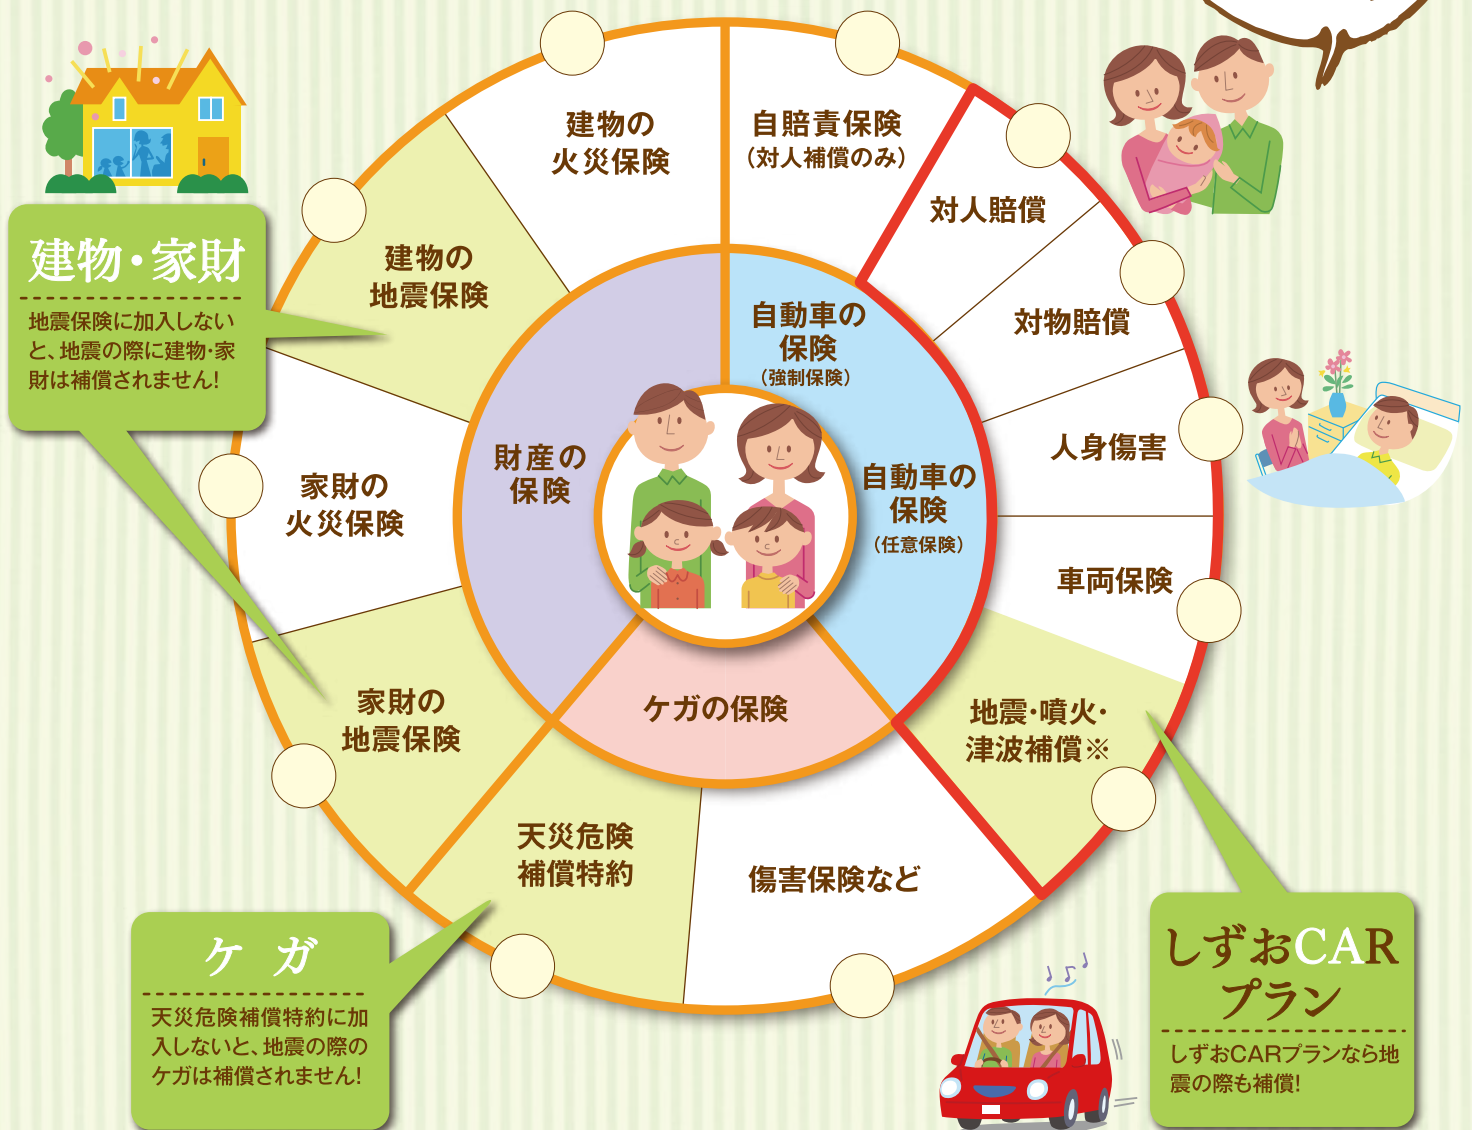 建物の
火災保険
自賠責保険
（対人補償のみ）
対人賠償
対物賠償
人身傷害
車両保険
地震・噴火・
津波補償※
傷害保険など
天災危険
補償特約
家財の
地震保険
家財の
火災保険
建物の
地震保険
自動車の
保険
（強制保険）
自動車の
保険
（任意保険）
ケガの保険
財産の
保険
建物・家財
地震保険に加入しない
と、地震の際に建物・家
財は補償されません！
ケガ
天災危険補償特約に加
入しないと、地震の際の
ケガは補償されません！
しずおCAR
プラン
しずおCARプランなら地
震の際も補償！